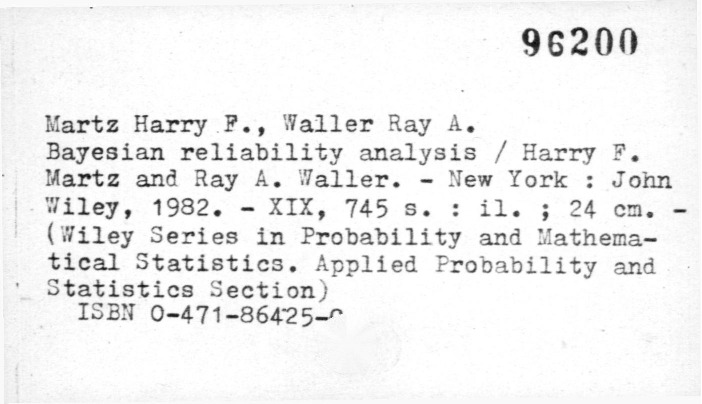 96200
Martz Harry F., Waller Ray A.
Bayesian reliability analysis / Harry F.
Martz and Ray A. Waller. - New York : John
Wiley, 1982. - XIX, 745 s. : il. ; 24 cm. -
(Wiley Series in Probability and Mathema-
tical Statistics. Applied Probability and
Statistics Section)
ISBN 0-471-86425-